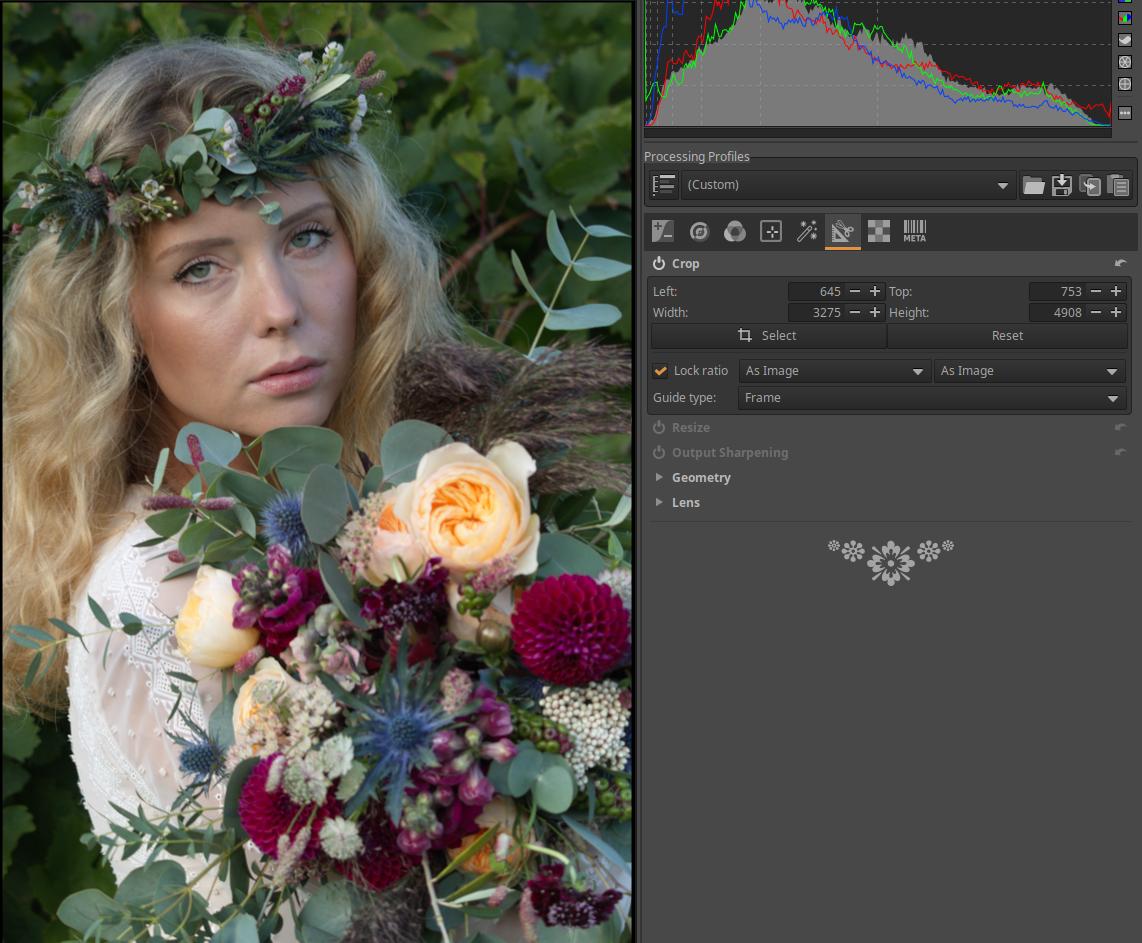 Processing Profiles
(Custom)
META
Crop
Left: 645 Top: 753
Width: 3275 Height: 4908
Select Reset
Lock ratio As Image As Image
Guide type: Frame
Resize
Output Sharpening
Geometry
Lens